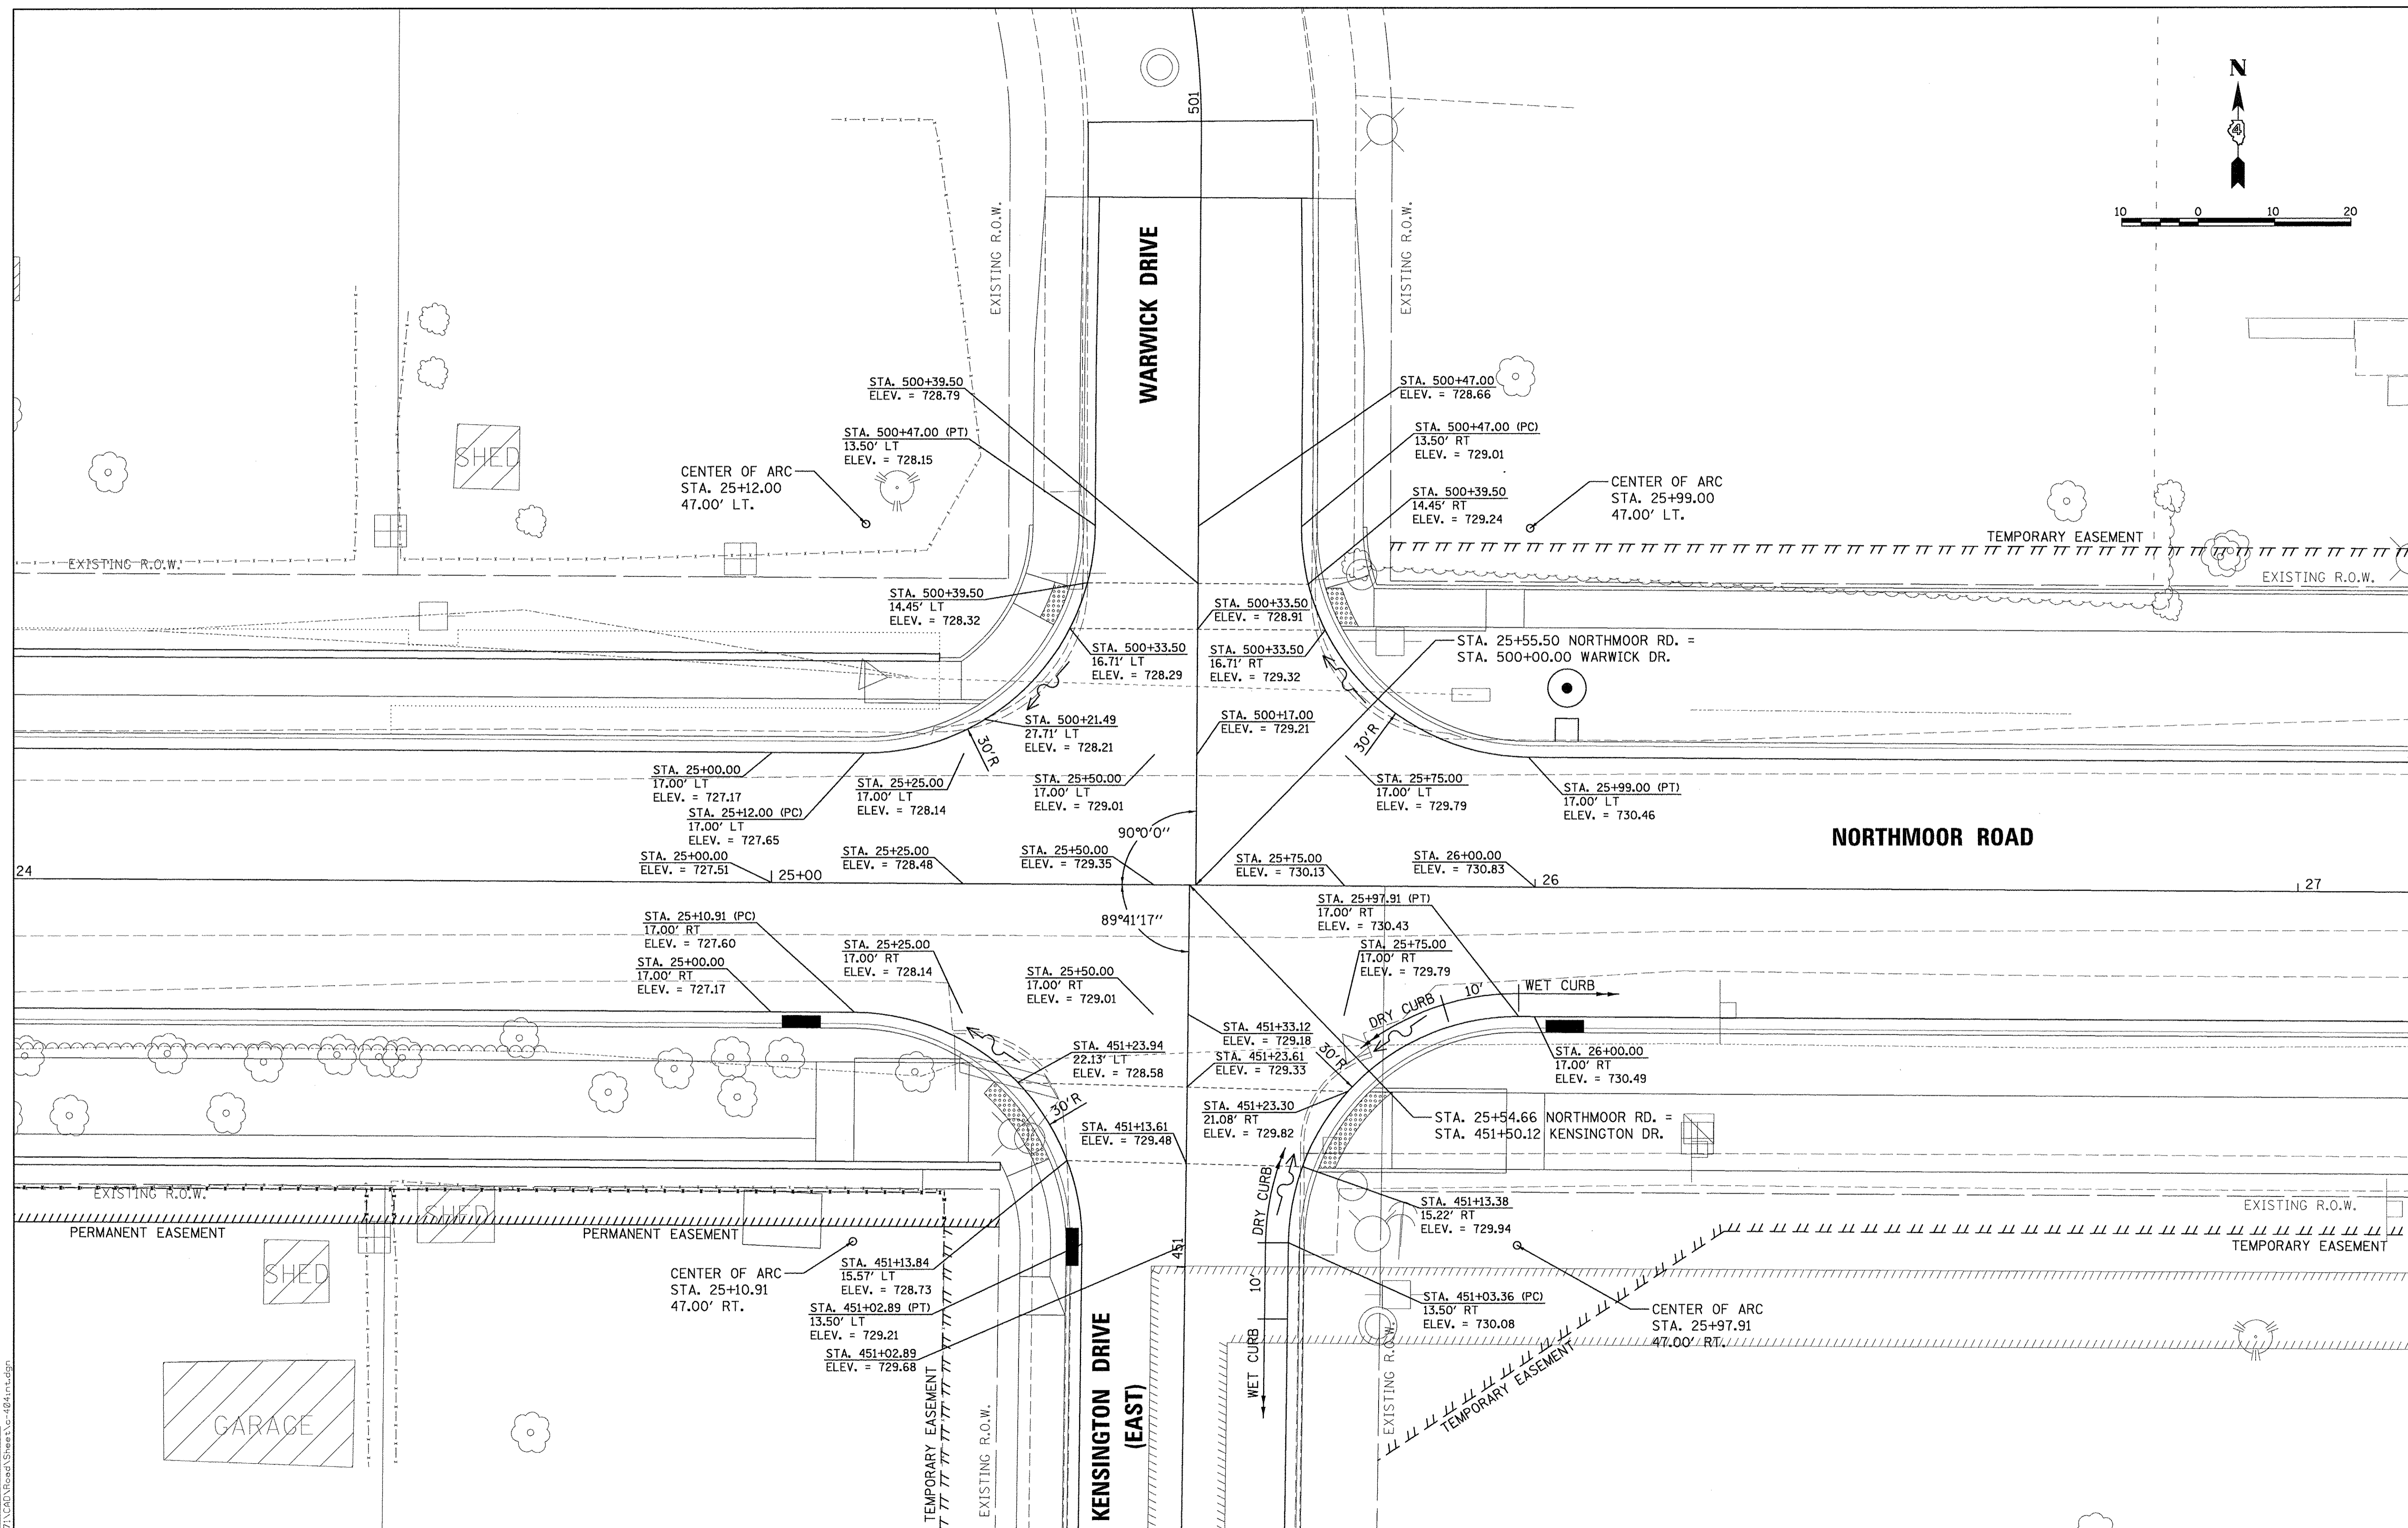 N
4
10 0 10 20
501
EXISTING R.O.W.
WARWICK DRIVE
EXISTING R.O.W.
STA. 500+39.50
ELEV. = 728.79
STA. 500+47.00
ELEV. = 728.66
STA. 500+47.00 (PT)
13.50' LT
ELEV. = 728.15
STA. 500+47.00 (PC)
13.50' RT
ELEV. = 729.01
SHED
CENTER OF ARC
STA. 25+12.00
47.00' LT.
STA. 500+39.50
14.45' RT
ELEV. = 729.24
CENTER OF ARC
STA. 25+99.00
47.00' LT.
TEMPORARY EASEMENT
EXISTING R.O.W.
EXISTING R.O.W.
STA. 500+39.50
14.45' LT
ELEV. = 728.32
STA. 500+33.50
ELEV. = 728.91
STA. 500+33.50
16.71' LT
ELEV. = 728.29
STA. 500+33.50
16.71' RT
ELEV. = 729.32
STA. 25+55.50 NORTHMOOR RD. =
STA. 500+00.00 WARWICK DR.
STA. 500+21.49
27.71' LT
ELEV. = 728.21
STA. 500+17.00
ELEV. = 729.21
30'R
30'R
STA. 25+00.00
17.00' LT
ELEV. = 727.17
STA. 25+12.00 (PC)
17.00' LT
ELEV. = 727.65
STA. 25+25.00
17.00' LT
ELEV. = 728.14
STA. 25+50.00
17.00' LT
ELEV. = 729.01
STA. 25+75.00
17.00' LT
ELEV. = 729.79
STA. 25+99.00 (PT)
17.00' LT
ELEV. = 730.46
NORTHMOOR ROAD
90°0'0''
STA. 25+00.00
ELEV. = 727.51
STA. 25+25.00
ELEV. = 728.48
STA. 25+50.00
ELEV. = 729.35
STA. 25+75.00
ELEV. = 730.13
STA. 26+00.00
ELEV. = 730.83
24
25+00
26
27
89°41'17''
STA. 25+10.91 (PC)
17.00' RT
ELEV. = 727.60
STA. 25+00.00
17.00' RT
ELEV. = 727.17
STA. 25+25.00
17.00' RT
ELEV. = 728.14
STA. 25+50.00
17.00' RT
ELEV. = 729.01
STA. 25+97.91 (PT)
17.00' RT
ELEV. = 730.43
STA. 25+75.00
17.00' RT
ELEV. = 729.79
DRY CURB
10'
WET CURB
STA. 451+33.12
ELEV. = 729.18
STA. 451+23.61
ELEV. = 729.33
STA. 451+23.94
22.13' LT
ELEV. = 728.58
30'R
30'R
STA. 26+00.00
17.00' RT
ELEV. = 730.49
STA. 451+23.30
21.08' RT
ELEV. = 729.82
STA. 451+13.61
ELEV. = 729.48
STA. 25+54.66 NORTHMOOR RD. =
STA. 451+50.12 KENSINGTON DR.
EXISTING R.O.W.
SHED
PERMANENT EASEMENT
PERMANENT EASEMENT
SHED
CENTER OF ARC
STA. 25+10.91
47.00' RT.
STA. 451+13.84
15.57' LT
ELEV. = 728.73
STA. 451+02.89 (PT)
13.50' LT
ELEV. = 729.21
STA. 451+02.89
ELEV. = 729.68
451
DRY CURB
10'
WET CURB
STA. 451+13.38
15.22' RT
ELEV. = 729.94
STA. 451+03.36 (PC)
13.50' RT
ELEV. = 730.08
CENTER OF ARC
STA. 25+97.91
47.00' RT.
EXISTING R.O.W.
TEMPORARY EASEMENT
TEMPORARY EASEMENT
EXISTING R.O.W.
GARAGE
TEMPORARY EASEMENT
EXISTING R.O.W.
KENSINGTON DRIVE
(EAST)
71\CAD\Road\Sheet\c-404int.dgn